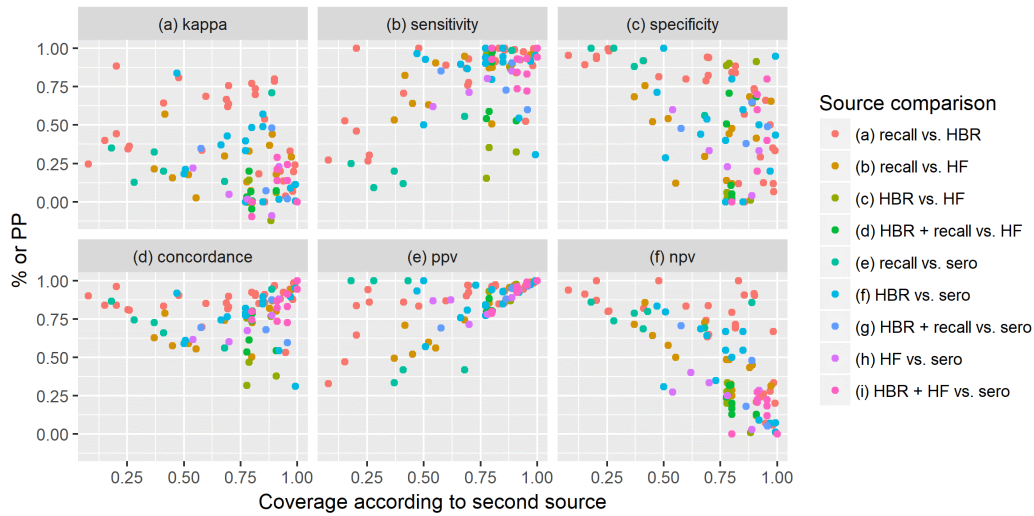 (a) kappa
(b) sensitivity
(c) specificity
1.00
0.75
0.50
0.25
0.00
(d) concordance
(e) ppv
(f) npv
1.00
0.75
0.50
0.25
0.00
0.25 0.50 0.75 1.00
0.25 0.50 0.75 1.00
0.25 0.50 0.75 1.00
Coverage according to second source
% or PP
Source comparison
(a) recall vs. HBR
(b) recall vs. HF
(c) HBR vs. HF
(d) HBR + recall vs. HF
(e) recall vs. sero
(f) HBR vs. sero
(g) HBR + recall vs. sero
(h) HF vs. sero
(i) HBR + HF vs. sero